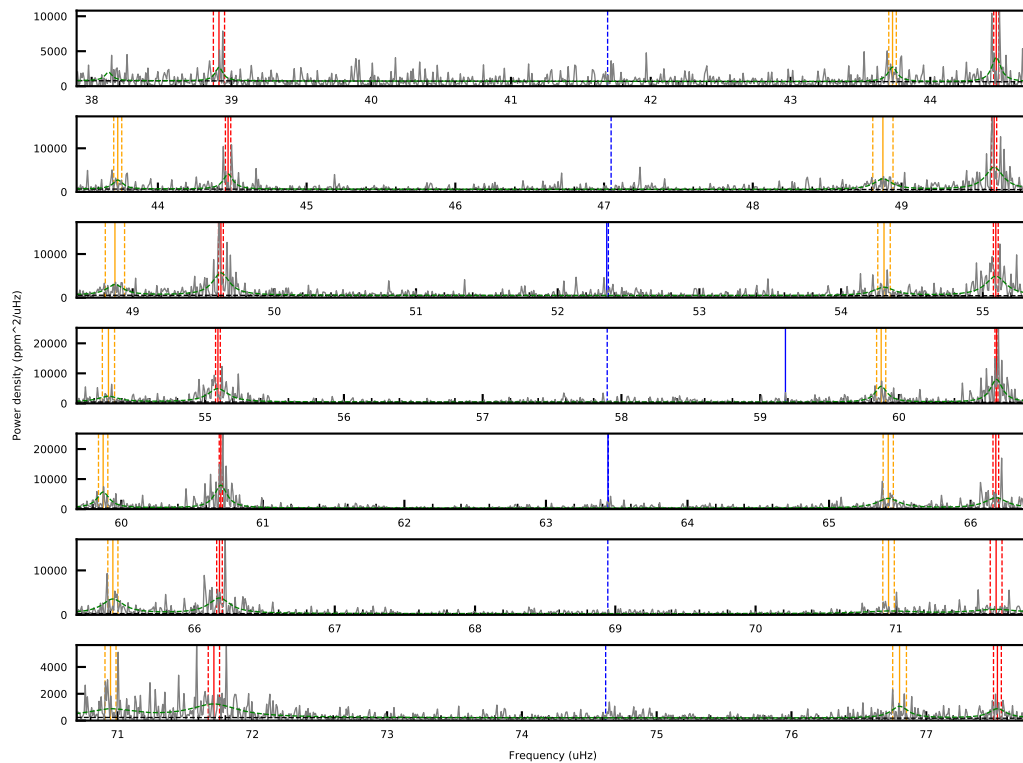 10000
5000
0
38 39 40 41 42 43 44
10000
0
44 45 46 47 48 49
10000
0
49 50 51 52 53 54 55
Power density (ppm^2/uHz)
20000
10000
0
55 56 57 58 59 60
20000
10000
0
60 61 62 63 64 65 66
10000
0
66 67 68 69 70 71
4000
2000
0
71 72 73 74 75 76 77
Frequency (uHz)